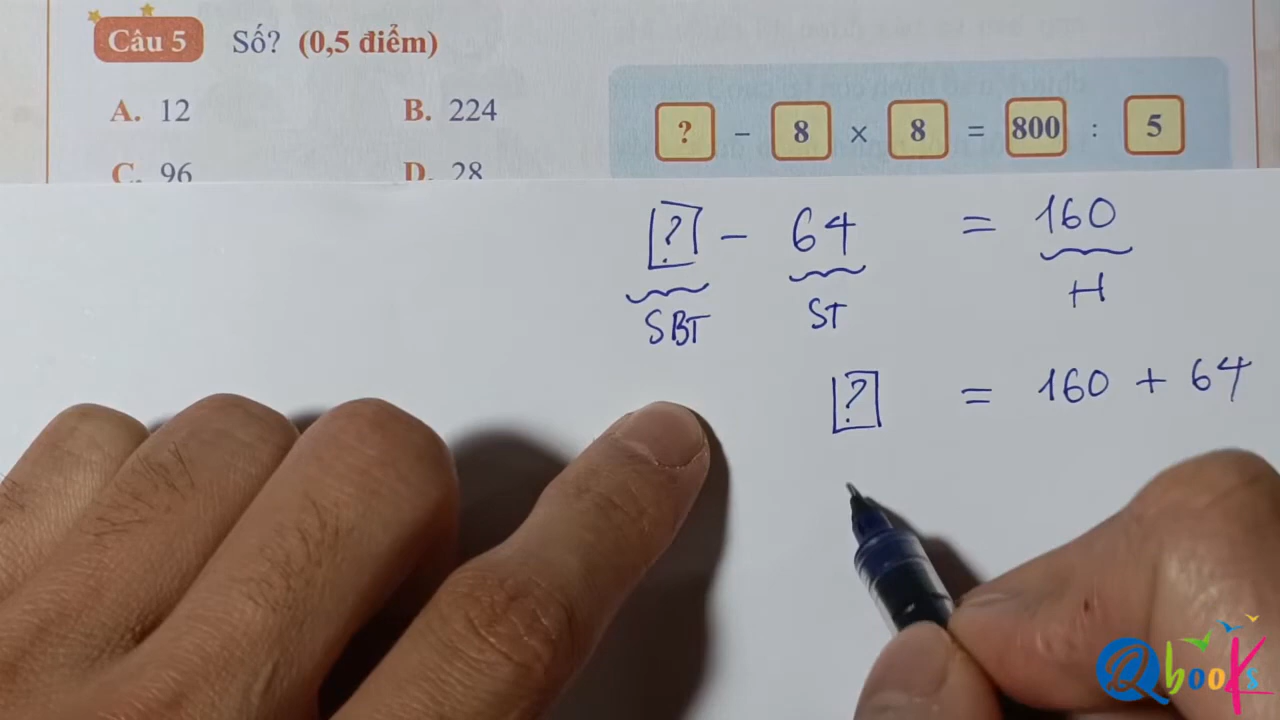 Câu 5 Số? (0,5 điểm)
A. 12 B. 224
? - 8 × 8 = 800 : 5
C. 96 D. 28
? - 64 = 160
SBT ST H
? = 160 + 64
Qbooks